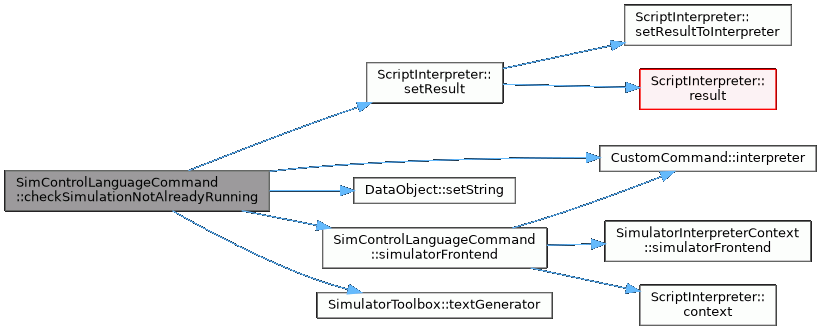 ScriptInterpreter::
setResultToInterpreter
ScriptInterpreter::
setResult
ScriptInterpreter::
result
CustomCommand::interpreter
SimControlLanguageCommand
::checkSimulationNotAlreadyRunning
DataObject::setString
SimControlLanguageCommand
::simulatorFrontend
SimulatorInterpreterContext
::simulatorFrontend
SimulatorToolbox::textGenerator
ScriptInterpreter::
context